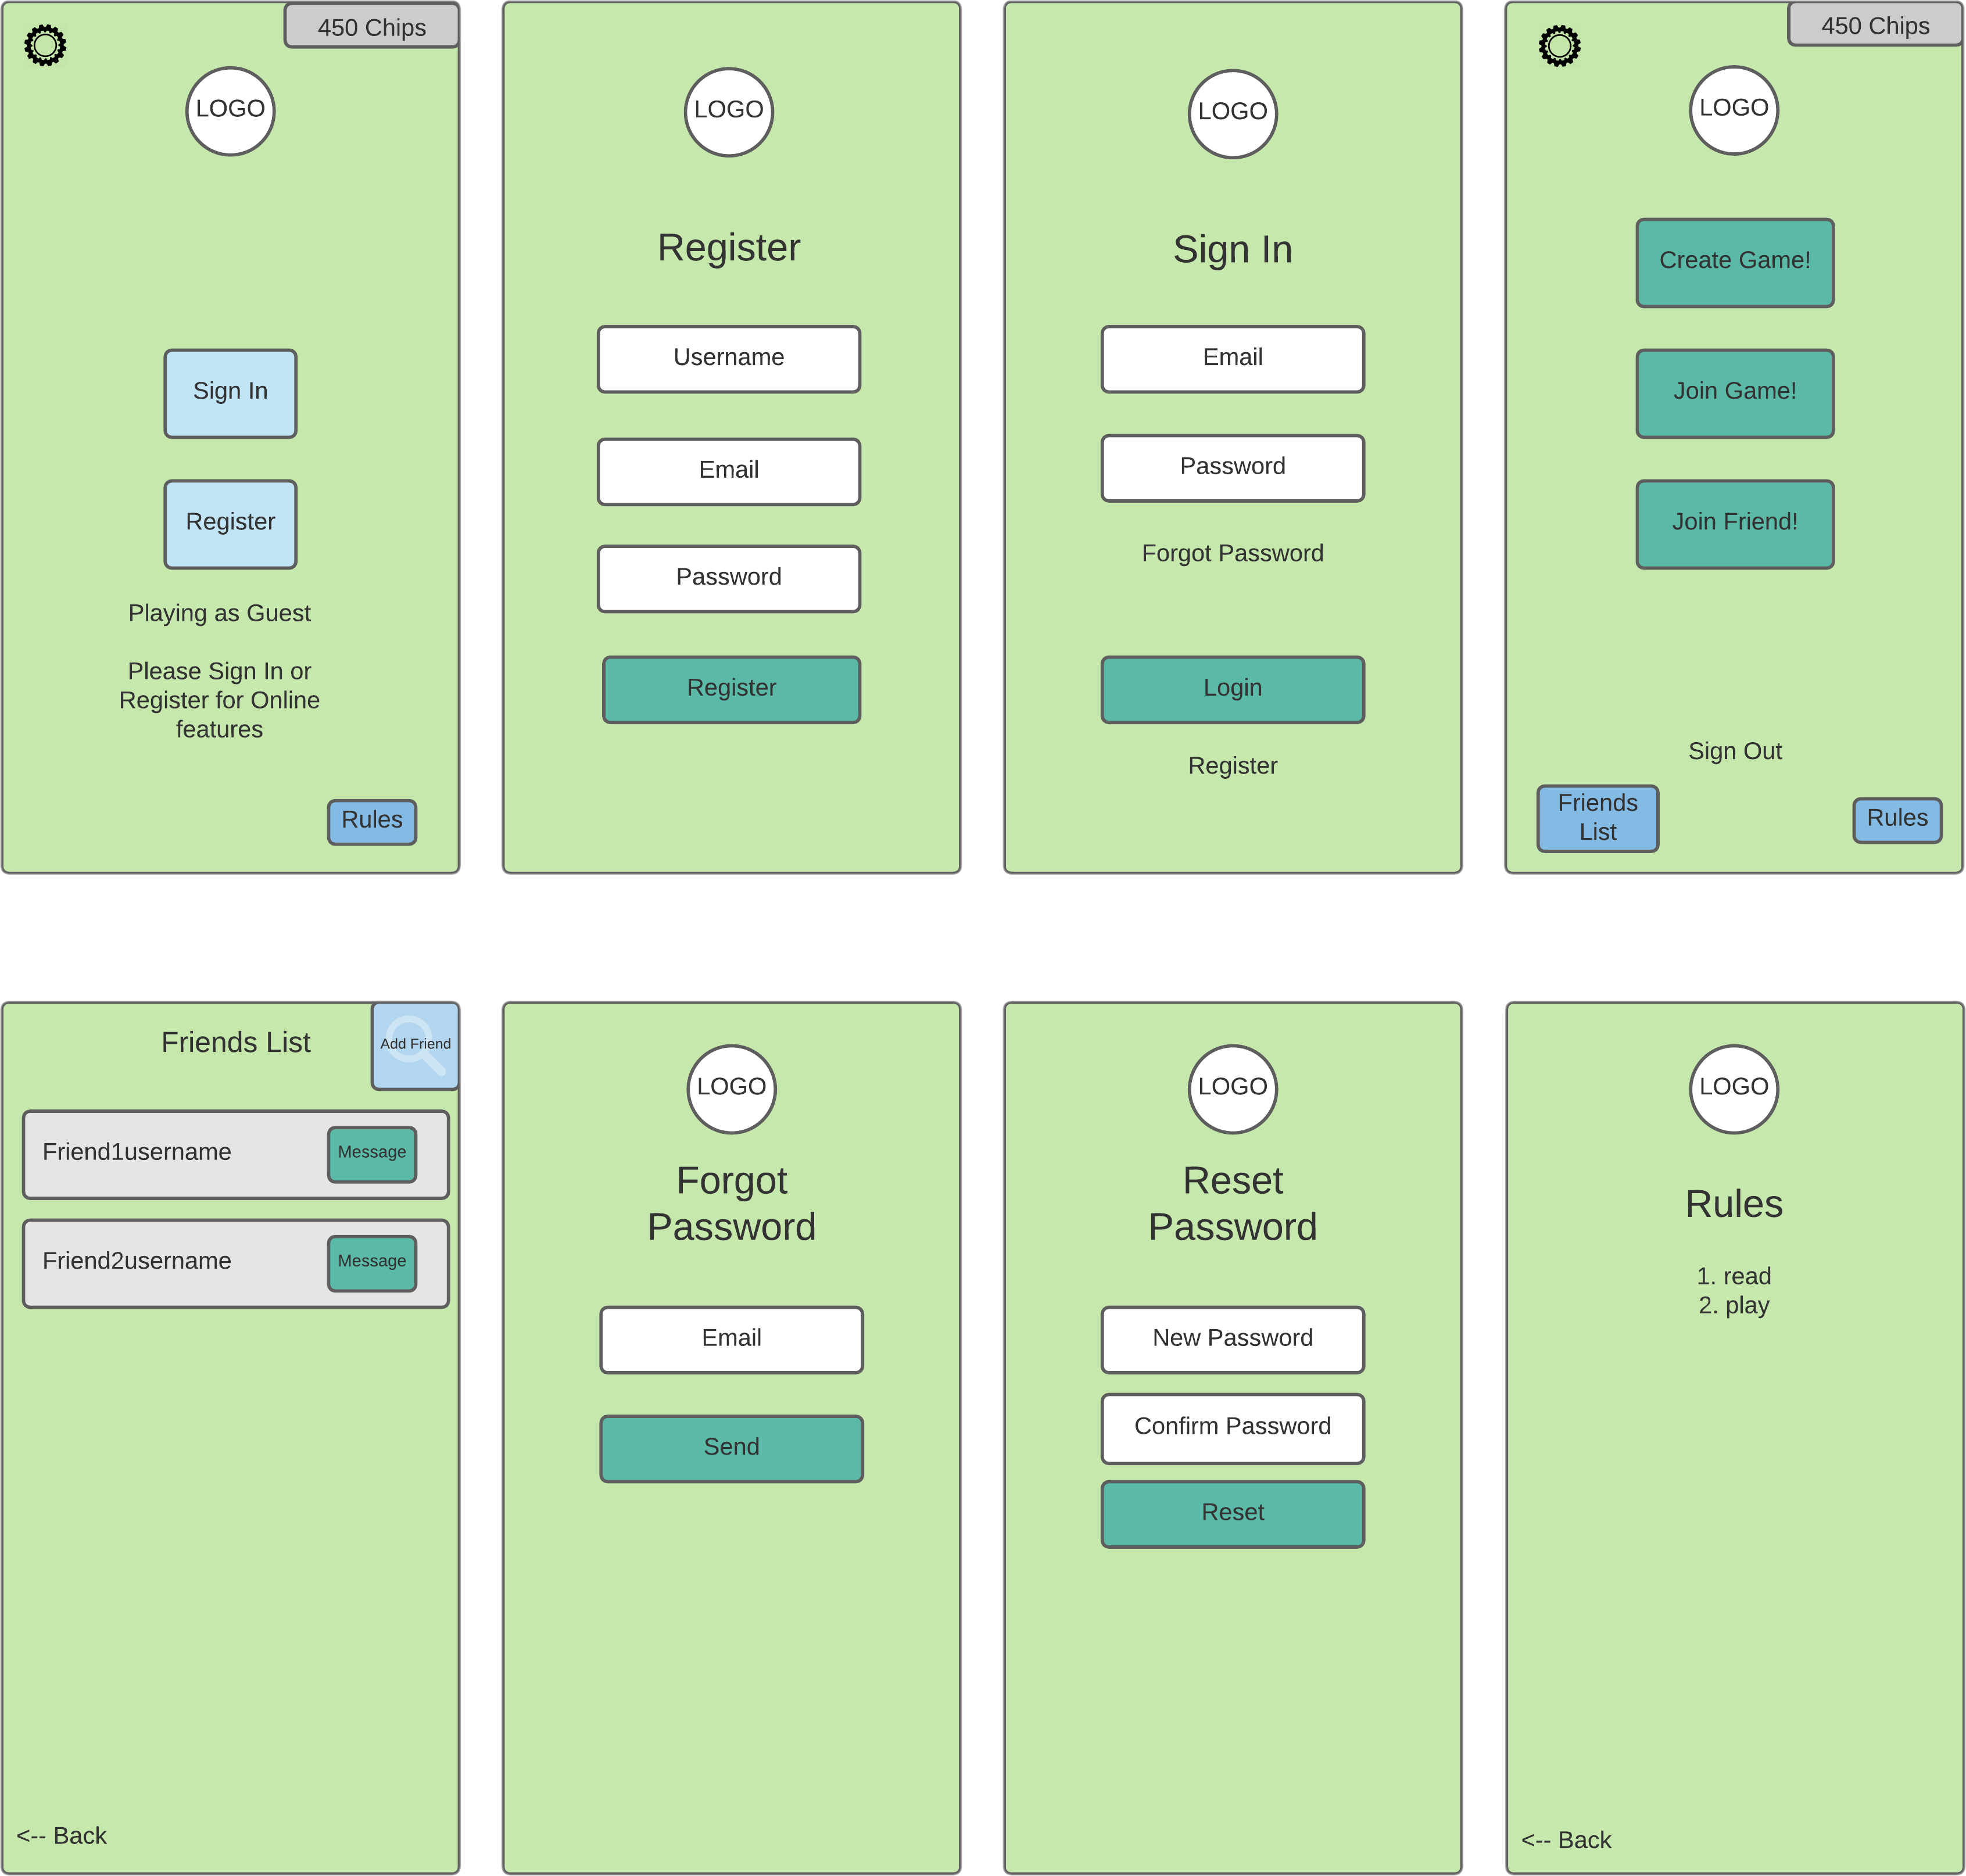 450 Chips
LOGO
Sign In
Register
Playing as Guest
Please Sign In or
Register for Online
features
Rules
LOGO
Register
Username
Email
Password
Register
LOGO
Sign In
Email
Password
Forgot Password
Login
Register
450 Chips
LOGO
Create Game!
Join Game!
Join Friend!
Sign Out
Friends
List
Rules
Friends List
Add Friend
Friend1username
Message
Friend2username
Message
<-- Back
LOGO
Forgot
Password
Email
Send
LOGO
Reset
Password
New Password
Confirm Password
Reset
LOGO
Rules
1. read
2. play
<-- Back